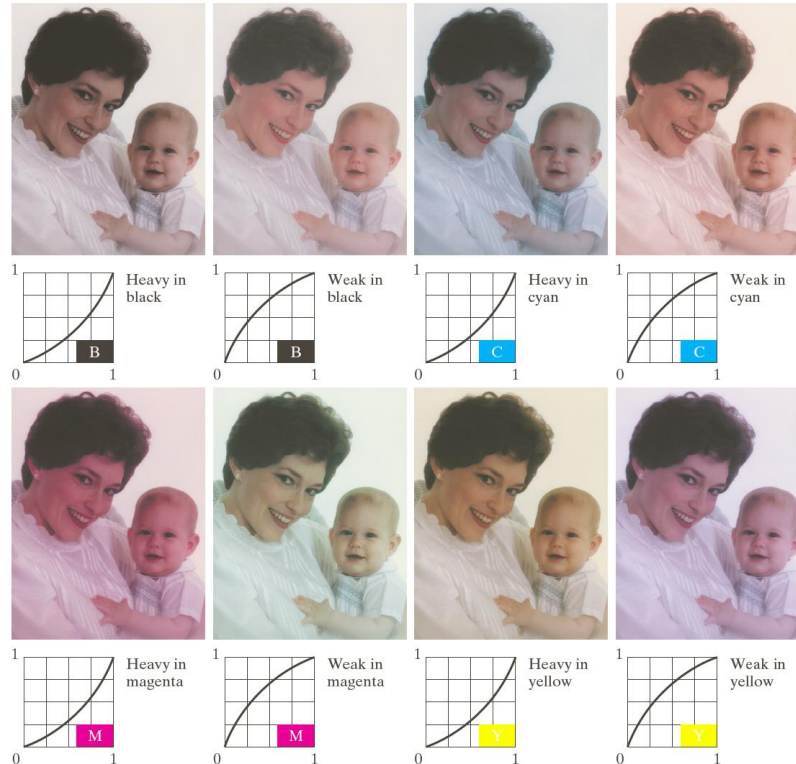 1 Heavy in 1 Weak in 1 Heavy in 1 Weak in
black black cyan cyan
B B C C
0 1 0 1 0 1 0 1
1 Heavy in 1 Weak in 1 Heavy in 1 Weak in
magenta magenta yellow yellow
M M Y Y
0 1 0 1 0 1 0 1